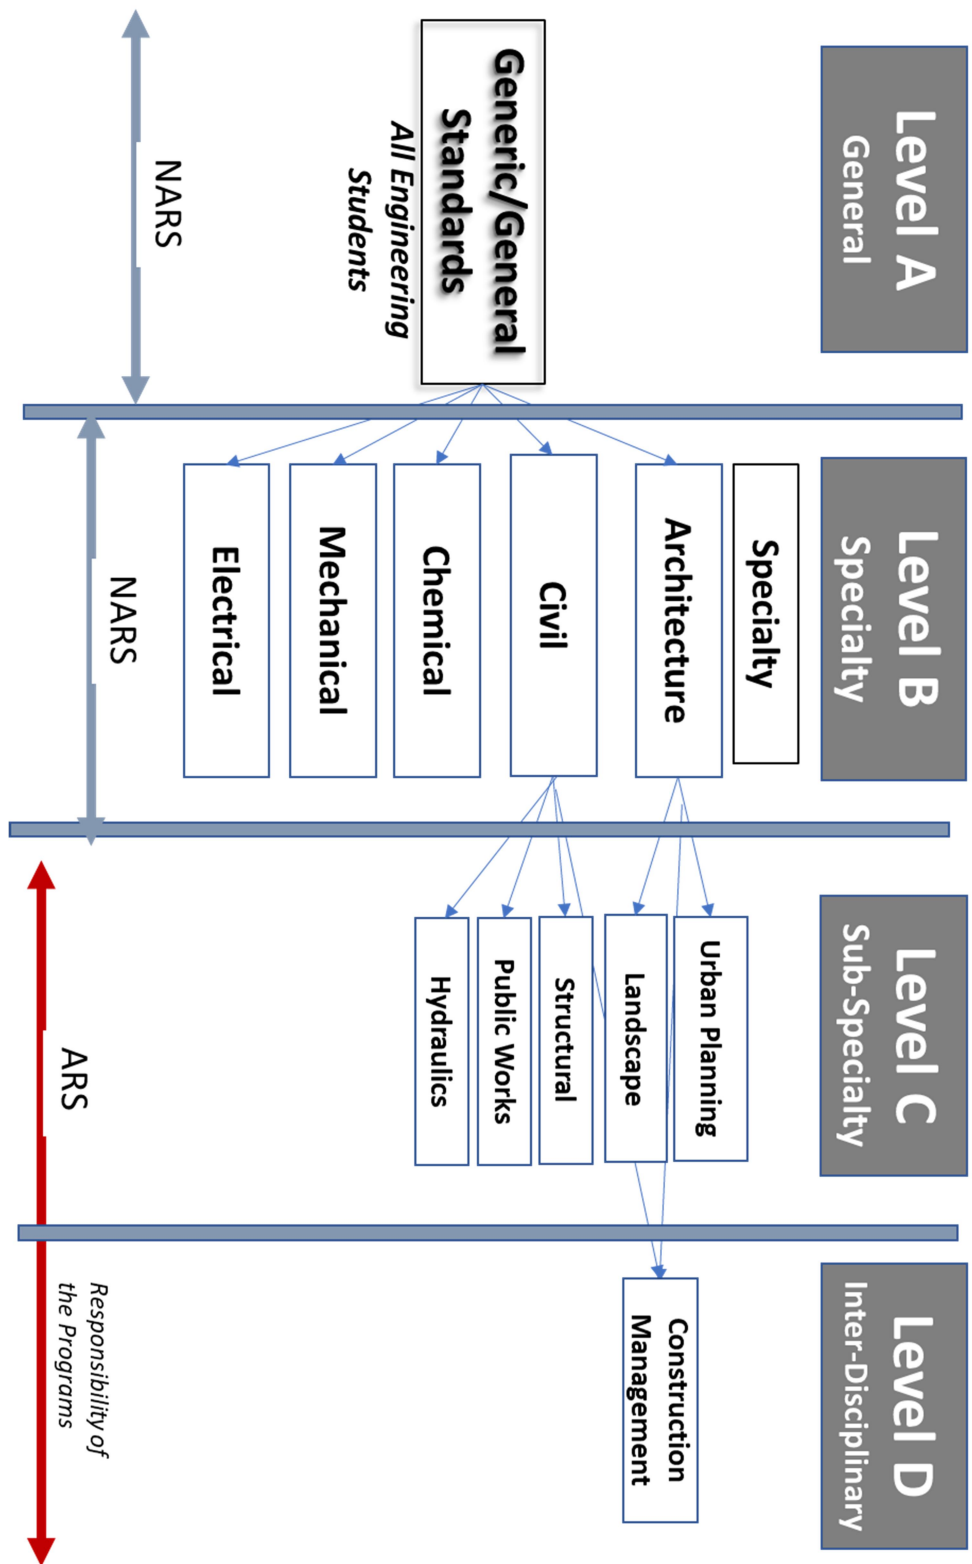 Level A
General
Level B
Specialty
Level C
Sub-Specialty
Level D
Inter-Disciplinary
Generic/General
Standards
All Engineering
Students
Specialty
Architecture
Civil
Chemical
Mechanical
Electrical
Urban Planning
Landscape
Structural
Public Works
Hydraulics
Construction
Management
NARS
NARS
ARS
Responsibility of
the Programs